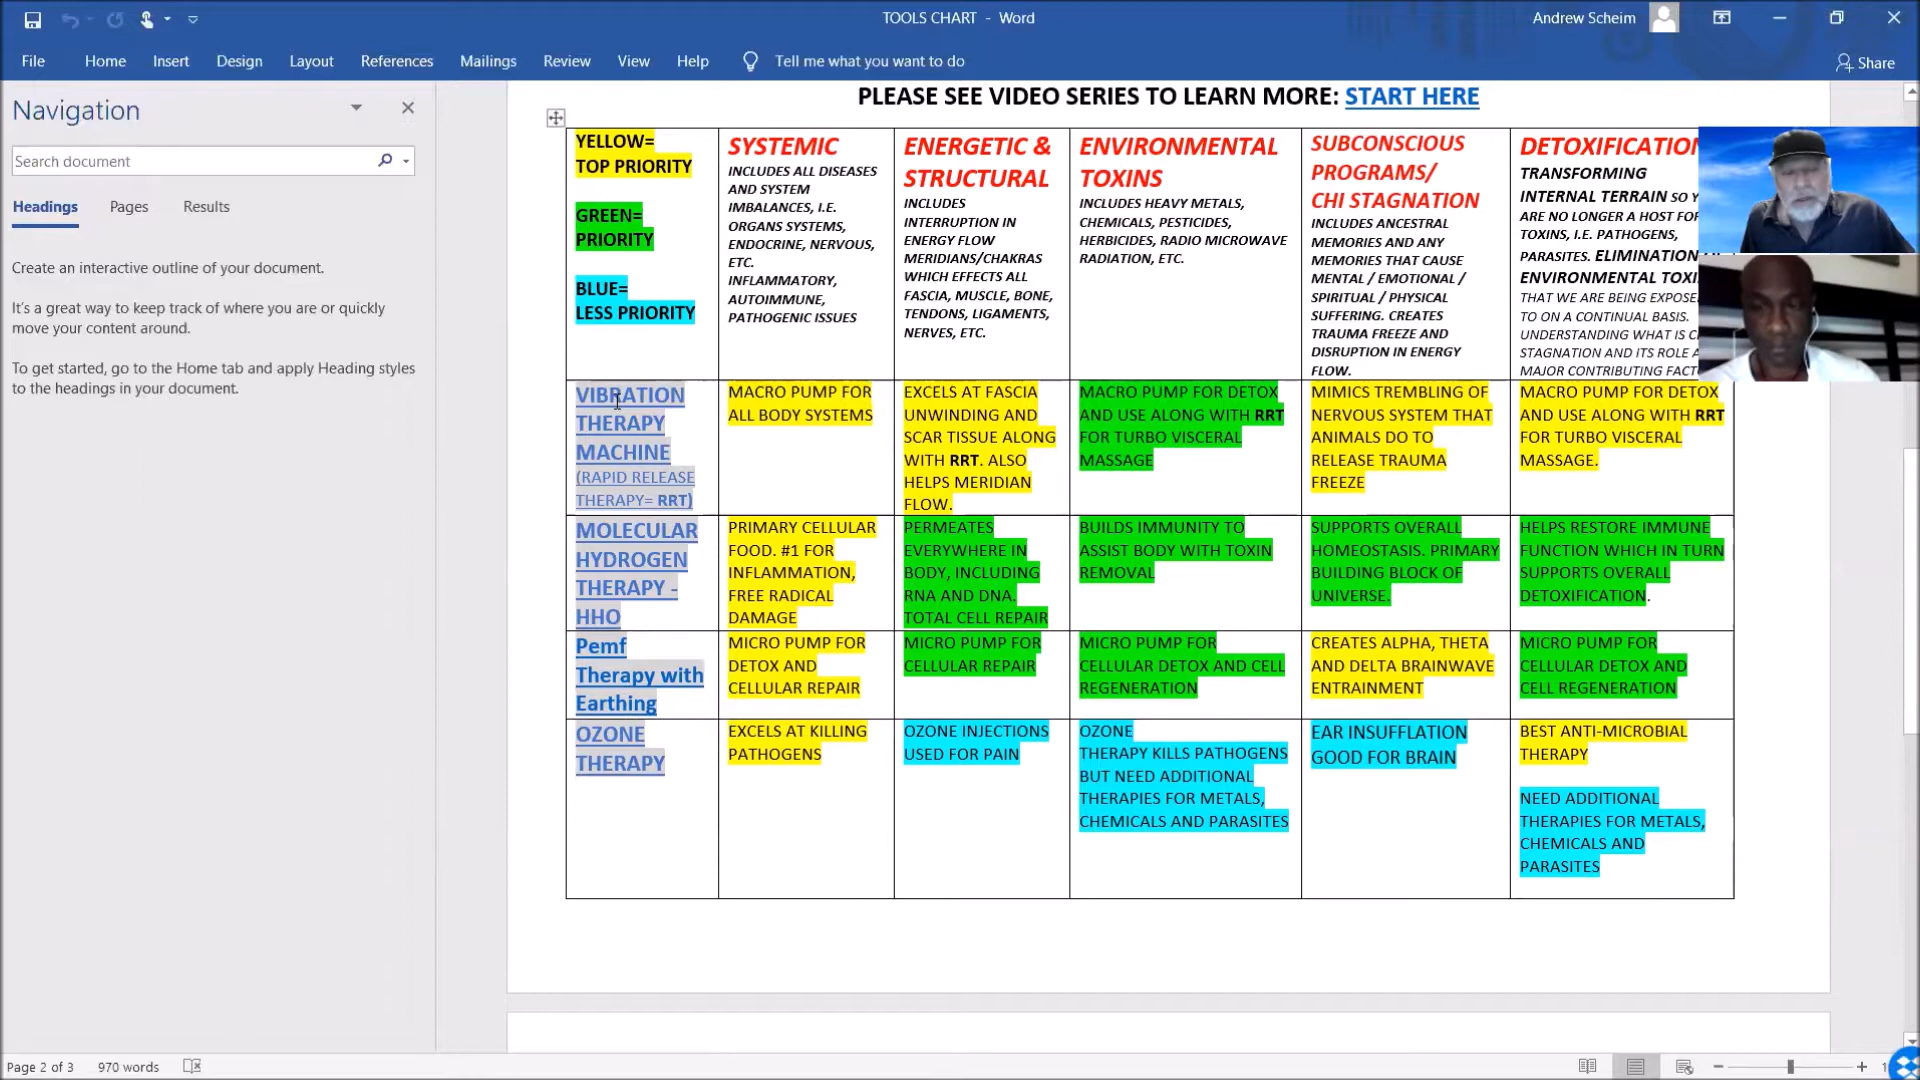 TOOLS CHART - Word
Andrew Scheim
File
Home
Insert
Design
Layout
References
Mailings
Review
View
Help
Tell me what you want to do
Share
Navigation
Search document
Headings
Pages
Results
Create an interactive outline of your document.
It's a great way to keep track of where you are or quickly
move your content around.
To get started, go to the Home tab and apply Heading styles
to the headings in your document.
PLEASE SEE VIDEO SERIES TO LEARN MORE: START HERE
YELLOW=
TOP PRIORITY
GREEN=
PRIORITY
BLUE=
LESS PRIORITY
SYSTEMIC
INCLUDES ALL DISEASES
AND SYSTEM
IMBALANCES, I.E.
ORGANS SYSTEMS,
ENDOCRINE, NERVOUS,
ETC.
INFLAMMATORY,
AUTOIMMUNE,
PATHOGENIC ISSUES
ENERGETIC &
STRUCTURAL
INCLUDES
INTERRUPTION IN
ENERGY FLOW
MERIDIANS/CHAKRAS
WHICH EFFECTS ALL
FASCIA, MUSCLE, BONE,
TENDONS, LIGAMENTS,
NERVES, ETC.
ENVIRONMENTAL
TOXINS
INCLUDES HEAVY METALS,
CHEMICALS, PESTICIDES,
HERBICIDES, RADIO MICROWAVE
RADIATION, ETC.
SUBCONSCIOUS
PROGRAMS/
CHI STAGNATION
INCLUDES ANCESTRAL
MEMORIES AND ANY
MEMORIES THAT CAUSE
MENTAL / EMOTIONAL /
SPIRITUAL / PHYSICAL
SUFFERING. CREATES
TRAUMA FREEZE AND
DISRUPTION IN ENERGY
FLOW.
DETOXIFICATION
TRANSFORMING
INTERNAL TERRAIN SO
ARE NO LONGER A HOST FOR
TOXINS, I.E. PATHOGENS,
PARASITES. ELIMINATION
ENVIRONMENTAL
THAT WE ARE BEING
TO ON A CONTINUAL BASIS.
UNDERSTANDING WHAT IS
STAGNATION AND ITS ROLE
MAJOR CONTRIBUTING
VIBRATION
THERAPY
MACHINE
(RAPID RELEASE
THERAPY= RRT)
MACRO PUMP FOR
ALL BODY SYSTEMS
EXCELS AT FASCIA
UNWINDING AND
SCAR TISSUE ALONG
WITH RRT. ALSO
HELPS MERIDIAN
FLOW.
MACRO PUMP FOR DETOX
AND USE ALONG WITH RRT
FOR TURBO VISCERAL
MASSAGE
MIMICS TREMBLING OF
NERVOUS SYSTEM THAT
ANIMALS DO TO
RELEASE TRAUMA
FREEZE
MACRO PUMP FOR DETOX
AND USE ALONG WITH RRT
FOR TURBO VISCERAL
MASSAGE.
MOLECULAR
HYDROGEN
THERAPY -
HHO
PRIMARY CELLULAR
FOOD. #1 FOR
INFLAMMATION,
FREE RADICAL
DAMAGE
PERMEATES
EVERYWHERE IN
BODY, INCLUDING
RNA AND DNA.
TOTAL CELL REPAIR
BUILDS IMMUNITY TO
ASSIST BODY WITH TOXIN
REMOVAL
SUPPORTS OVERALL
HOMEOSTASIS. PRIMARY
BUILDING BLOCK OF
UNIVERSE.
HELPS RESTORE IMMUNE
FUNCTION WHICH IN TURN
SUPPORTS OVERALL
DETOXIFICATION.
Pemf
Therapy with
Earthing
MICRO PUMP FOR
DETOX AND
CELLULAR REPAIR
MICRO PUMP FOR
CELLULAR REPAIR
MICRO PUMP FOR
CELLULAR DETOX AND CELL
REGENERATION
CREATES ALPHA, THETA
AND DELTA BRAINWAVE
ENTRAINMENT
MICRO PUMP FOR
CELLULAR DETOX AND
CELL REGENERATION
OZONE
THERAPY
EXCELS AT KILLING
PATHOGENS
OZONE INJECTIONS
USED FOR PAIN
OZONE
THERAPY KILLS PATHOGENS
BUT NEED ADDITIONAL
THERAPIES FOR METALS,
CHEMICALS AND PARASITES
EAR INSUFFLATION
GOOD FOR BRAIN
BEST ANTI-MICROBIAL
THERAPY
NEED ADDITIONAL
THERAPIES FOR METALS,
CHEMICALS AND
PARASITES
Page 2 of 3
970 words